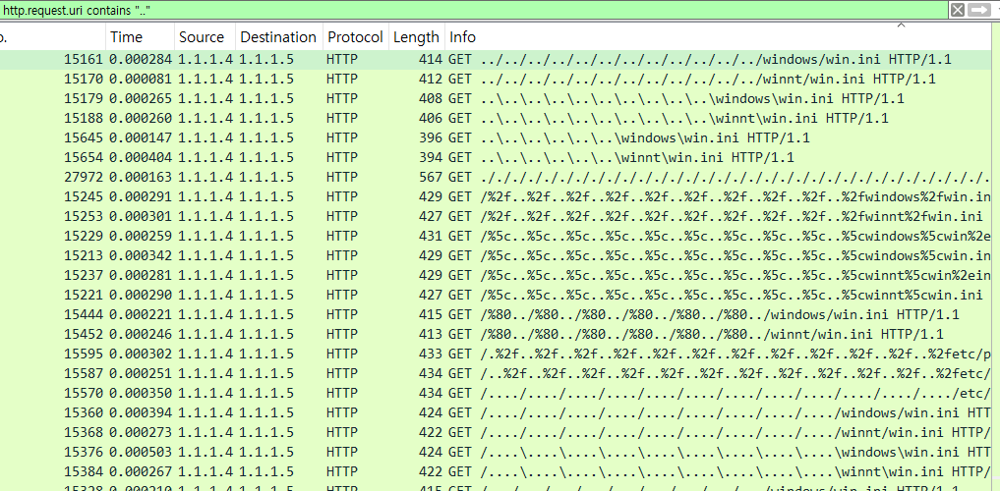 http.request.uri contains ".."
o. Time Source Destination Protocol Length Info
15161 0.000284 1.1.1.4 1.1.1.5 HTTP 414 GET ../../../../../../../../../../windows/win.ini HTTP/1.1
15170 0.000081 1.1.1.4 1.1.1.5 HTTP 412 GET ../../../../../../../../../../winnt/win.ini HTTP/1.1
15179 0.000265 1.1.1.4 1.1.1.5 HTTP 408 GET ..\..\..\..\..\..\..\..\windows\win.ini HTTP/1.1
15188 0.000260 1.1.1.4 1.1.1.5 HTTP 406 GET ..\..\..\..\..\..\..\..\winnt\win.ini HTTP/1.1
15645 0.000147 1.1.1.4 1.1.1.5 HTTP 396 GET ..\..\..\..\..\windows\win.ini HTTP/1.1
15654 0.000404 1.1.1.4 1.1.1.5 HTTP 394 GET ..\..\..\..\..\winnt\win.ini HTTP/1.1
27972 0.000163 1.1.1.4 1.1.1.5 HTTP 567 GET ./././././././././././././././././././././././././././././././././.
15245 0.000291 1.1.1.4 1.1.1.5 HTTP 429 GET /%2f..%2f..%2f..%2f..%2f..%2f..%2f..%2f..%2fwindows%2fwin.in
15253 0.000301 1.1.1.4 1.1.1.5 HTTP 427 GET /%2f..%2f..%2f..%2f..%2f..%2f..%2f..%2f..%2fwinnt%2fwin.ini
15229 0.000259 1.1.1.4 1.1.1.5 HTTP 431 GET /%5c..%5c..%5c..%5c..%5c..%5c..%5c..%5c..%5cwindows%5cwin%2e
15213 0.000342 1.1.1.4 1.1.1.5 HTTP 429 GET /%5c..%5c..%5c..%5c..%5c..%5c..%5c..%5c..%5cwindows%5cwin.in
15237 0.000281 1.1.1.4 1.1.1.5 HTTP 429 GET /%5c..%5c..%5c..%5c..%5c..%5c..%5c..%5c..%5cwinnt%5cwin%2ein
15221 0.000290 1.1.1.4 1.1.1.5 HTTP 427 GET /%5c..%5c..%5c..%5c..%5c..%5c..%5c..%5c..%5cwinnt%5cwin.ini
15444 0.000221 1.1.1.4 1.1.1.5 HTTP 415 GET /%80../%80../%80../%80../%80../%80../windows/win.ini HTTP/1.1
15452 0.000246 1.1.1.4 1.1.1.5 HTTP 413 GET /%80../%80../%80../%80../%80../%80../winnt/win.ini HTTP/1.1
15595 0.000302 1.1.1.4 1.1.1.5 HTTP 433 GET /.%2f..%2f..%2f..%2f..%2f..%2f..%2f..%2f..%2f..%2f..%2fetc/p
15587 0.000251 1.1.1.4 1.1.1.5 HTTP 434 GET /..%2f..%2f..%2f..%2f..%2f..%2f..%2f..%2f..%2f..%2f..%2fetc/
15570 0.000350 1.1.1.4 1.1.1.5 HTTP 434 GET /..../..../..../..../..../..../..../..../..../..../..../etc/
15360 0.000394 1.1.1.4 1.1.1.5 HTTP 424 GET /..../..../..../..../..../..../..../..../windows/win.ini HTT
15368 0.000273 1.1.1.4 1.1.1.5 HTTP 422 GET /..../..../..../..../..../..../..../..../winnt/win.ini HTTP/
15376 0.000503 1.1.1.4 1.1.1.5 HTTP 424 GET /....\....\....\....\....\....\....\....\windows\win.ini HTT
15384 0.000267 1.1.1.4 1.1.1.5 HTTP 422 GET /....\....\....\....\....\....\....\....\winnt\win.ini HTTP/